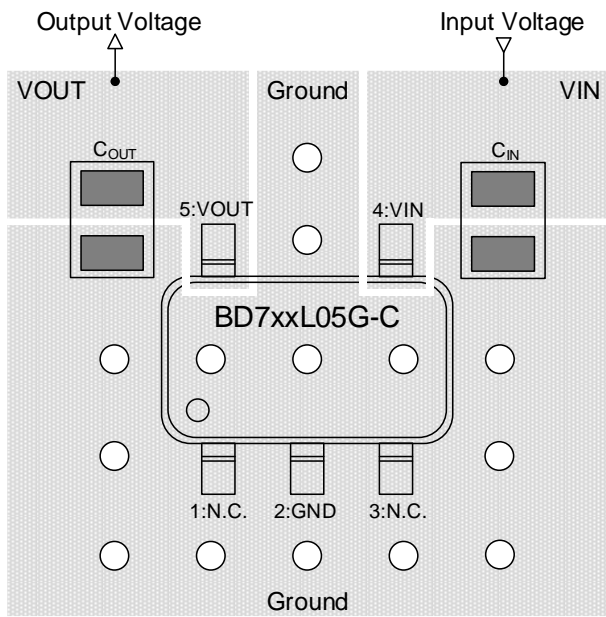 Output Voltage
Input Voltage
VOUT
Ground
VIN
COUT
CIN
5:VOUT
4:VIN
BD7xxL05G-C
1:N.C.
2:GND
3:N.C.
Ground